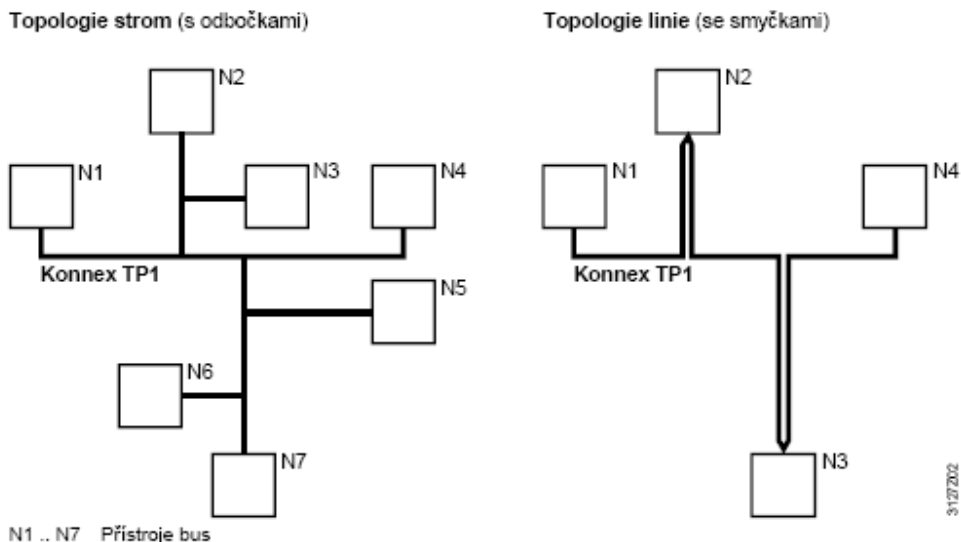 Topologie strom (s odbočkami)
Topologie linie (se smyčkami)
N2
N1
N3
N4
Konnex TP1
N5
N6
N7
N2
N1
N4
Konnex TP1
N3
3127Z02
N1 .. N7 Přístroje bus